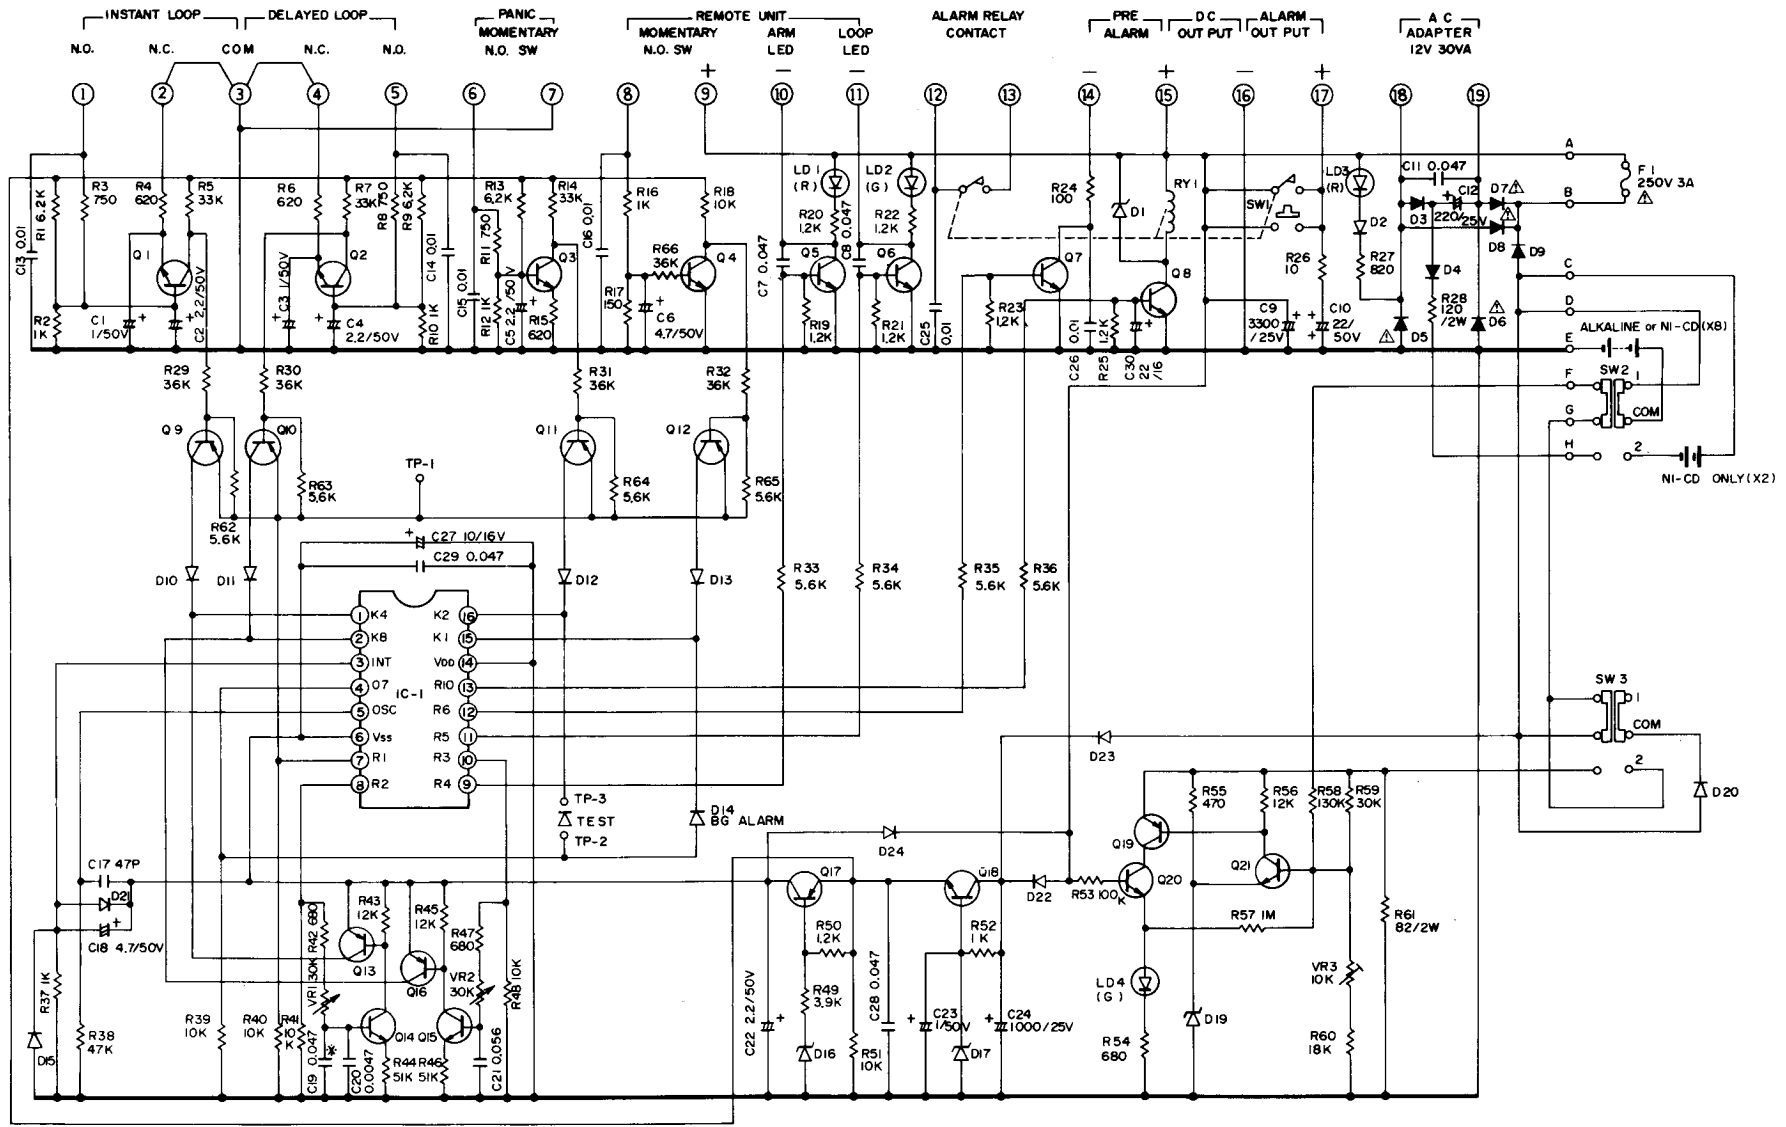 INSTANT LOOP
DELAYED LOOP
PANIC
MOMENTARY
N.O. SW
REMOTE UNIT
MOMENTARY
N.O. SW
ARM
LED
LOOP
LED
ALARM RELAY
CONTACT
PRE
ALARM
DC
OUT PUT
ALARM
OUT PUT
A C
ADAPTER
12V 30VA
N.O.
N.C.
COM
N.C.
N.O.
+
−
−
−
+
−
+
1
2
3
4
5
6
7
8
9
10
11
12
13
14
15
16
17
18
19
C13 0.01
R1 6.2K
R3
750
R4
620
R5
33K
R6
620
R7
33K
R8 750
R9 6.2K
C14 0.01
R13
6.2K
R14
33K
R11 750
C15 0.01
R12 1K
C5 2.2/50V
R15
620
Q3
C16 0.01
R16
1K
R66
36K
R17
150
C6
4.7/50V
R18
10K
Q4
R2
1K
C1
1/50V
Q1
C2 2.2/50V
C3 1/50V
Q2
C4
2.2/50V
R10 1K
LD1
(R)
R20
1.2K
LD2
(G)
R22
1.2K
C7 0.047
C8 0.047
Q5
Q6
R19
1.2K
R21
1.2K
C25
0.01
R23
1.2K
R24
100
Q7
D1
RY1
Q8
C26 0.01
R25 1.2K
C30
22
/16
SW1
R26
10
C9
3300
/25V
C10
22/
50V
LD3
(R)
D2
R27
820
C11 0.047
D3
C12
220/25V
D7
D8
D9
D4
R28
120
/2W
D5
D6
A
B
C
D
E
F
G
H
F1
250V 3A
ALKALINE or NI-CD(X8)
SW2
1
COM
2
NI-CD ONLY(X2)
R29
36K
R30
36K
R31
36K
R32
36K
Q9
Q10
Q11
Q12
TP-1
R62
5.6K
R63
5.6K
R64
5.6K
R65
5.6K
C27 10/16V
C29 0.047
D10
D11
D12
D13
R33
5.6K
R34
5.6K
R35
5.6K
R36
5.6K
IC-1
1 K4
2 K8
3 INT
4 O7
5 OSC
6 Vss
7 R1
8 R2
K2 16
K1 15
VDD 14
R10 13
R6 12
R5 11
R3 10
R4 9
TP-3
TEST
TP-2
D14
BG ALARM
SW3
1
COM
2
D20
D23
D24
C17 47P
D21
C18 4.7/50V
R37 1K
D15
R38
47K
R39
10K
R40
10K
R41
10K
R42 680
VR1 30K
C19 0.047
*
C20
0.0047
R43
12K
Q13
Q14
R44
51K
R45
12K
Q16
Q15
R46
51K
R47
680
VR2
30K
C21 0.056
R48 10K
C22 2.2/50V
Q17
R50
1.2K
R49
3.9K
D16
R51
10K
C28 0.047
Q18
R52
1K
C23
1/50V
D17
C24
1000/25V
D22
R53 100K
Q19
Q20
R55
470
R56
12K
R58
130K
R59
30K
Q21
R57 1M
LD4
(G)
R54
680
D19
VR3
10K
R60
18K
R61
82/2W